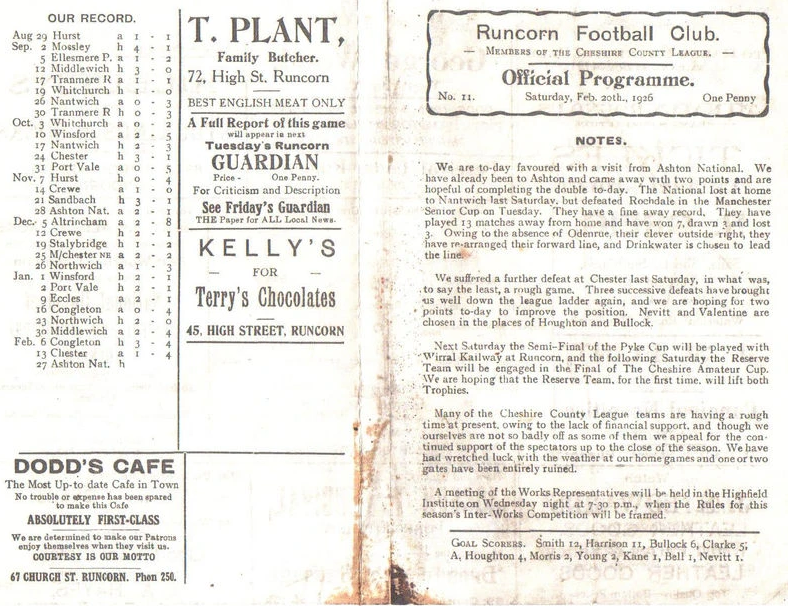 OUR RECORD.
Aug 29 Hurst a 1 - 1
Sep. 2 Mossley h 4 - 1
5 Ellesmere P. a 1 - 2
12 Middlewich h 3 - 0
17 Tranmere R a 1 - 1
19 Whitchurch h 1 - 0
26 Nantwich a 0 - 3
30 Tranmere R h 0 - 3
Oct. 3 Whitchurch a 0 - 2
10 Winsford a 2 - 5
17 Nantwich h 2 - 3
24 Chester h 3 - 1
31 Port Vale a 0 - 5
Nov. 7 Hurst h 0 - 4
14 Crewe a 1 - 0
21 Sandbach h 3 - 1
28 Ashton Nat. a 2 - 1
Dec. 5 Altrincham a 2 - 8
12 Crewe h 2 - 1
19 Stalybridge h 1 - 2
25 M/chester NE a 2 - 2
26 Northwich a 1 - 3
Jan. 1 Winsford h 2 - 1
2 Port Vale h 2 - 1
9 Eccles a 2 - 1
16 Congleton a 0 - 4
23 Northwich h 2 - 0
30 Middlewich a 2 - 4
Feb. 6 Congleton h 3 - 4
13 Chester a 1 - 4
27 Ashton Nat. h
DODD'S CAFE
The Most Up-to date Cafe in Town
No trouble or expense has been spared
to make this Cafe
ABSOLUTELY FIRST-CLASS
We are determined to make our Patrons
enjoy themselves when they visit us.
COURTESY IS OUR MOTTO
67 CHURCH ST. RUNCORN. Phon 250.
T. PLANT,
Family Butcher.
72, High St. Runcorn
BEST ENGLISH MEAT ONLY
A Full Report of this game
will appear in next
Tuesday's Runcorn
GUARDIAN
Price - One Penny.
For Criticism and Description
See Friday's Guardian
THE Paper for ALL Local News.
KELLY'S
— FOR —
Terry's Chocolates
45, HIGH STREET, RUNCORN
Runcorn Football Club.
— MEMBERS OF THE CHESHIRE COUNTY LEAGUE. —
Official Programme.
No. 11. Saturday, Feb. 20th., 1926 One Penny
NOTES.
We are to-day favoured with a visit from Ashton National. We
have already been to Ashton and came away with two points and are
hopeful of completing the double to-day. The National lost at home
to Nantwich last Saturday, but defeated Rochdale in the Manchester
Senior Cup on Tuesday. They have a fine away record. They have
played 13 matches away from home and have won 7, drawn 3 and lost
3. Owing to the absence of Odenrue, their clever outside right, they
have re-arranged their forward line, and Drinkwater is chosen to lead
the line.
We suffered a further defeat at Chester last Saturday, in what was,
to say the least, a rough game. Three successive defeats have brought
us well down the league ladder again, and we are hoping for two
points to-day to improve the position. Nevitt and Valentine are
chosen in the places of Houghton and Bullock.
Next Saturday the Semi-Final of the Pyke Cup will be played with
Wirral Railway at Runcorn, and the following Saturday the Reserve
Team will be engaged in the Final of The Cheshire Amateur Cup.
We are hoping that the Reserve Team, for the first time, will lift both
Trophies.
Many of the Cheshire County League teams are having a rough
time at present, owing to the lack of financial support, and though we
ourselves are not so badly off as some of them we appeal for the con-
tinued support of the spectators up to the close of the season. We have
had wretched luck with the weather at our home games and one or two
gates have been entirely ruined.
A meeting of the Works Representatives will be held in the Highfield
Institute on Wednesday night at 7-30 p.m., when the Rules for this
season's Inter-Works Competition will be framed.
GOAL SCORERS. Smith 12, Harrison 11, Bullock 6, Clarke 5,
A, Houghton 4, Morris 2, Young 2, Kane 1, Bell 1, Nevitt 1.